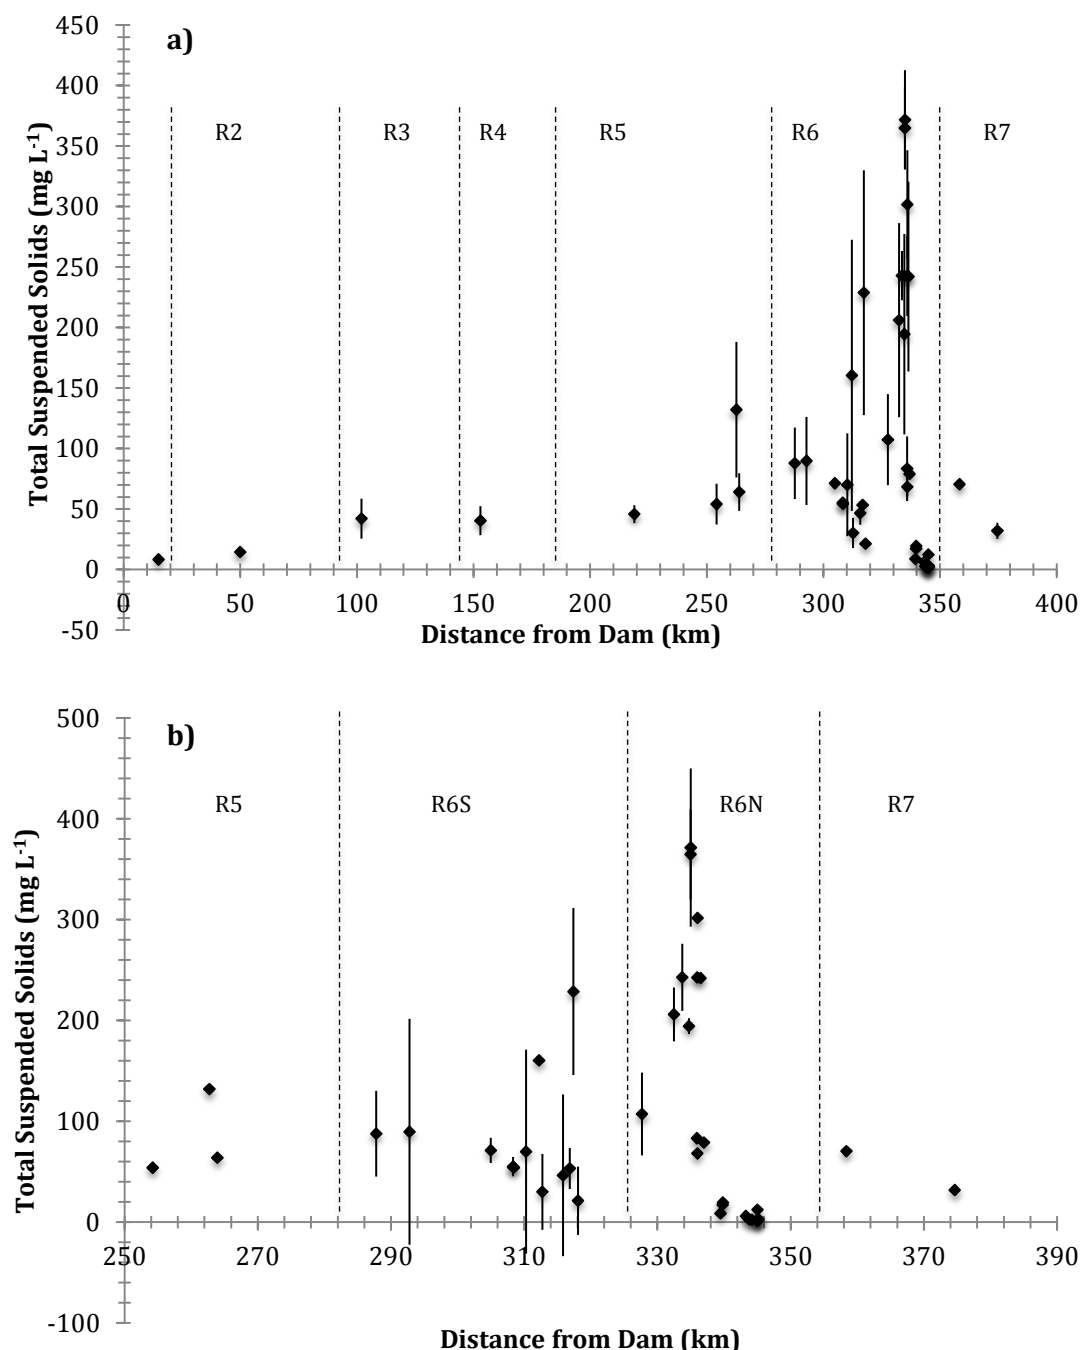 a)
Total Suspended Solids (mg L-1)
450
400
350
300
250
200
150
100
50
0
-50
R2 R3 R4 R5 R6 R7
0 50 100 150 200 250 300 350 400
Distance from Dam (km)
b)
Total Suspended Solids (mg L-1)
500
400
300
200
100
0
-100
R5 R6S R6N R7
250 270 290 310 330 350 370 390
Distance from Dam (km)